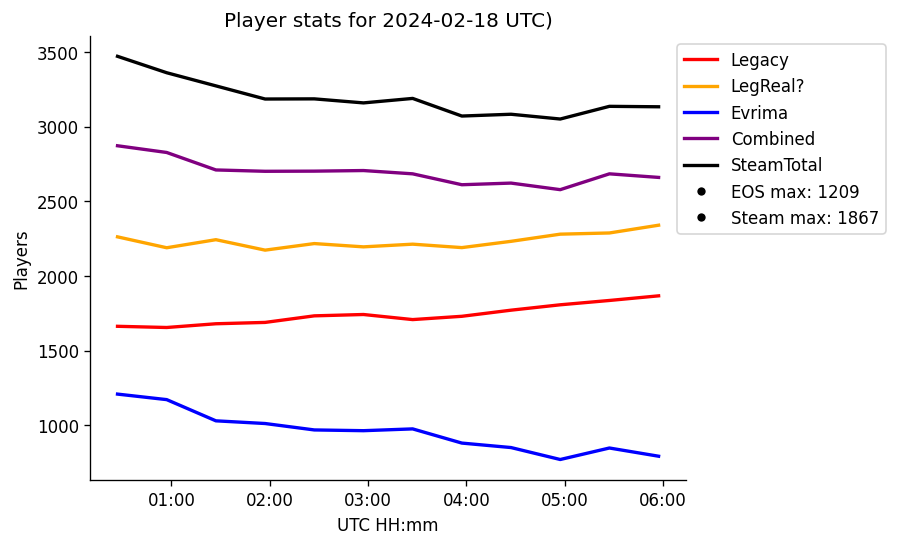 Player stats for 2024-02-18 UTC)
Players
3500
3000
2500
2000
1500
1000
01:00 02:00 03:00 04:00 05:00 06:00
UTC HH:mm
Legacy
LegReal?
Evrima
Combined
SteamTotal
EOS max: 1209
Steam max: 1867